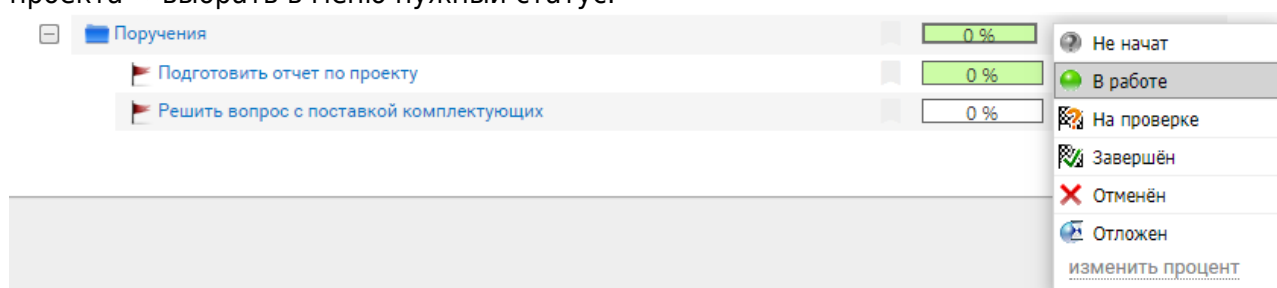 проекта — выбрать в меню нужный статус.
Поручения 0 %
Подготовить отчет по проекту 0 %
Решить вопрос с поставкой комплектующих 0 %
Не начат
В работе
На проверке
Завершён
Отменён
Отложен
изменить процент